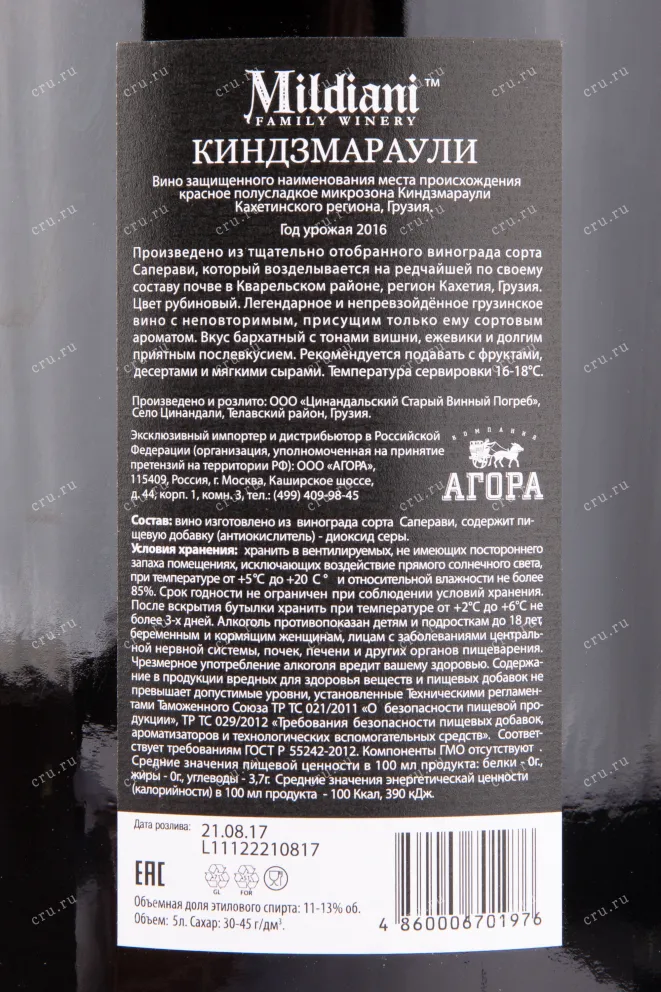 Mildiani™
FAMILY WINERY
КИНДЗМАРАУЛИ
Вино защищенного наименования места происхождения
красное полусладкое микрозона Киндзмараули
Кахетинского региона, Грузия.
Год урожая 2016
Произведено из тщательно отобранного винограда сорта
Саперави, который возделывается на редчайшей по своему
составу почве в Кварельском районе, регион Кахетия, Грузия.
Цвет рубиновый. Легендарное и непревзойдённое грузинское
вино с неповторимым, присущим только ему сортовым
ароматом. Вкус бархатный с тонами вишни, ежевики и долгим
приятным послевкусием. Рекомендуется подавать с фруктами,
десертами и мягкими сырами. Температура сервировки 16-18°С.
Произведено и розлито: ООО «Цинандальский Старый Винный Погреб»,
Село Цинандали, Телавский район, Грузия.
Эксклюзивный импортер и дистрибьютор в Российской
Федерации (организация, уполномоченная на принятие
претензий на территории РФ): ООО «АГОРА»,
115409, Россия, г. Москва, Каширское шоссе,
д. 44, корп. 1, комн. 3, тел.: (499) 409-98-45
КОМПАНИЯ
АГОРА
Состав: вино изготовлено из винограда сорта Саперави, содержит пи-
щевую добавку (антиокислитель) - диоксид серы.
Условия хранения: хранить в вентилируемых, не имеющих постороннего
запаха помещениях, исключающих воздействие прямого солнечного света,
при температуре от +5°С до +20 С° и относительной влажности не более
85%. Срок годности не ограничен при соблюдении условий хранения.
После вскрытия бутылки хранить при температуре от +2°С до +6°С не
более 3-х дней. Алкоголь противопоказан детям и подросткам до 18 лет,
беременным и кормящим женщинам, лицам с заболеваниями централь-
ной нервной системы, почек, печени и других органов пищеварения.
Чрезмерное употребление алкоголя вредит вашему здоровью. Содержа-
ние в продукции вредных для здоровья веществ и пищевых добавок не
превышает допустимые уровни, установленные Техническими регламен-
тами Таможенного Союза ТР ТС 021/2011 «О безопасности пищевой про-
дукции», ТР ТС 029/2012 «Требования безопасности пищевых добавок,
ароматизаторов и технологических вспомогательных средств». Соответ-
ствует требованиям ГОСТ Р 55242-2012. Компоненты ГМО отсутствуют .
Средние значения пищевой ценности в 100 мл продукта: белки - 0г,
жиры - 0г, углеводы - 3,7г. Средние значения энергетической ценности
(калорийности) в 100 мл продукта - 100 Ккал, 390 кДж.
Дата розлива: 21.08.17
L11122210817
EAC
GL FOR
Объемная доля этилового спирта: 11-13% об.
Объем: 5л. Сахар: 30-45 г/дм³.
4 860006701976
cru.ru